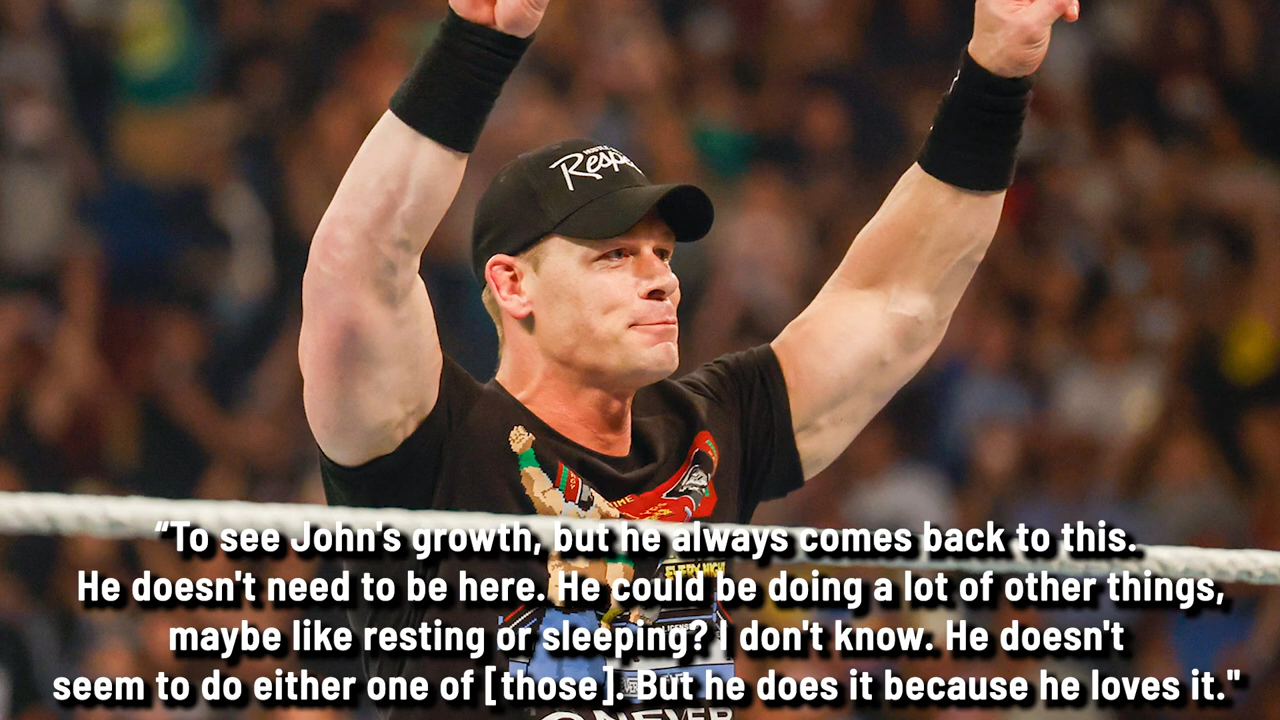 Respe
“To see John's growth, but he always comes back to this.
He doesn't need to be here. He could be doing a lot of other things,
maybe like resting or sleeping? I don't know. He doesn't
seem to do either one of [those]. But he does it because he loves it."
NEVER